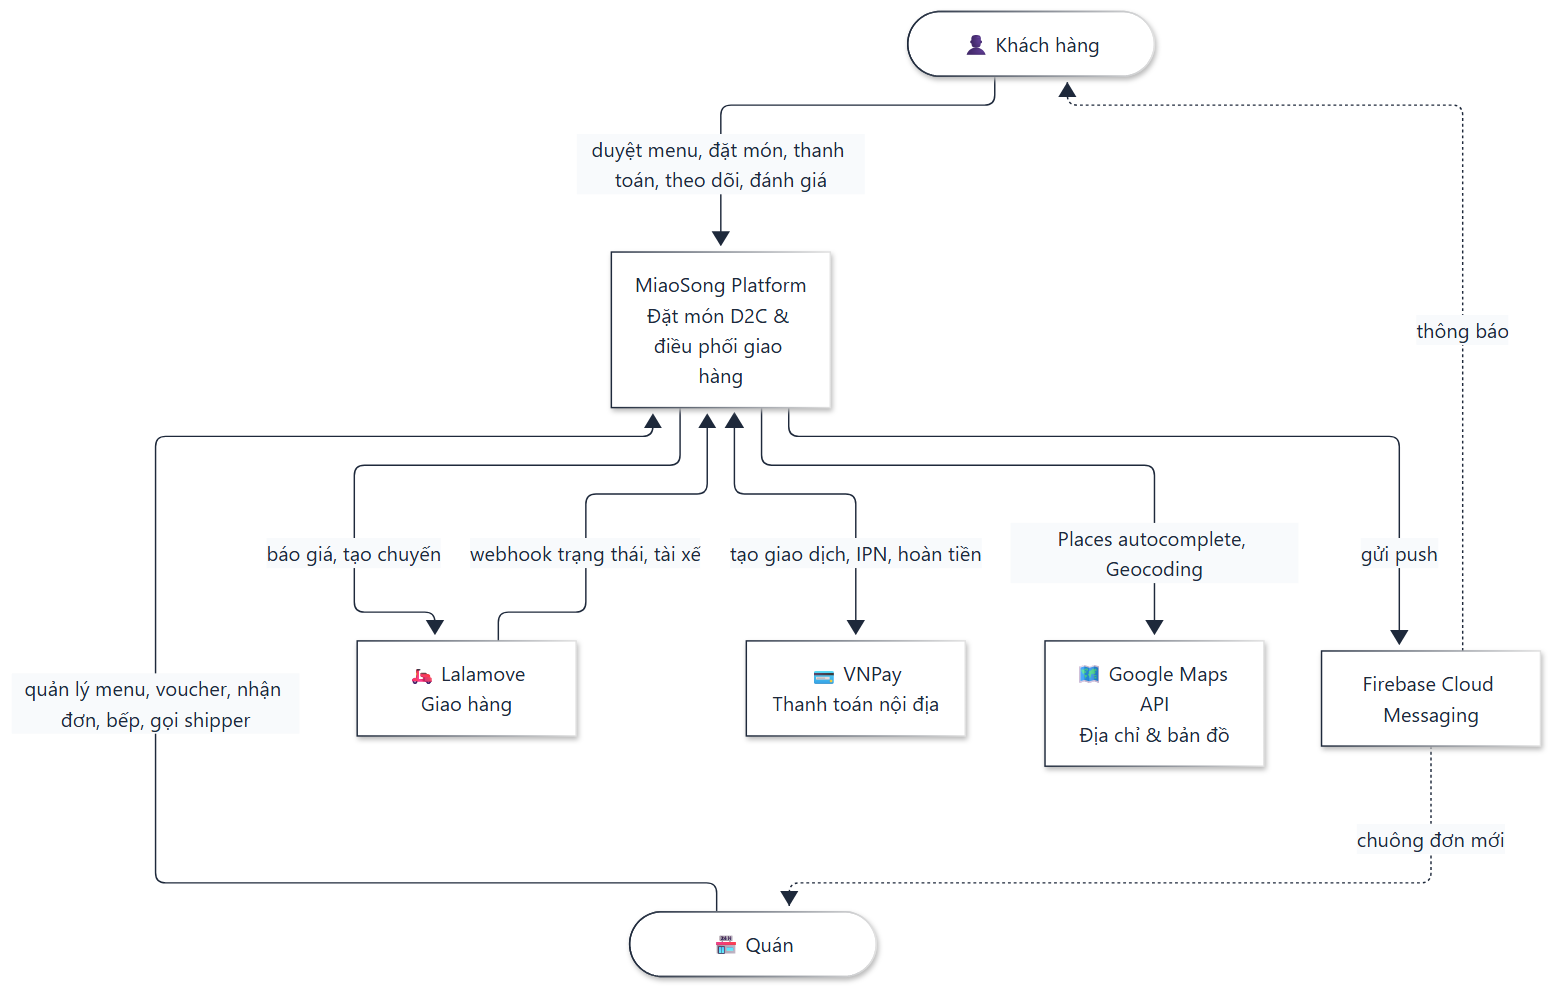 Khách hàng
duyệt menu, đặt món, thanh
toán, theo dõi, đánh giá
MiaoSong Platform
Đặt món D2C &
điều phối giao
hàng
thông báo
báo giá, tạo chuyến
webhook trạng thái, tài xế
tạo giao dịch, IPN, hoàn tiền
Places autocomplete,
Geocoding
gửi push
quản lý menu, voucher, nhận
đơn, bếp, gọi shipper
Lalamove
Giao hàng
VNPay
Thanh toán nội địa
Google Maps
API
Địa chỉ & bản đồ
Firebase Cloud
Messaging
chuông đơn mới
Quán